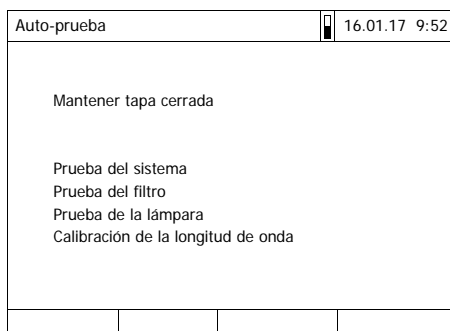 Auto-prueba 16.01.17 9:52
Mantener tapa cerrada
Prueba del sistema
Prueba del filtro
Prueba de la lámpara
Calibración de la longitud de onda